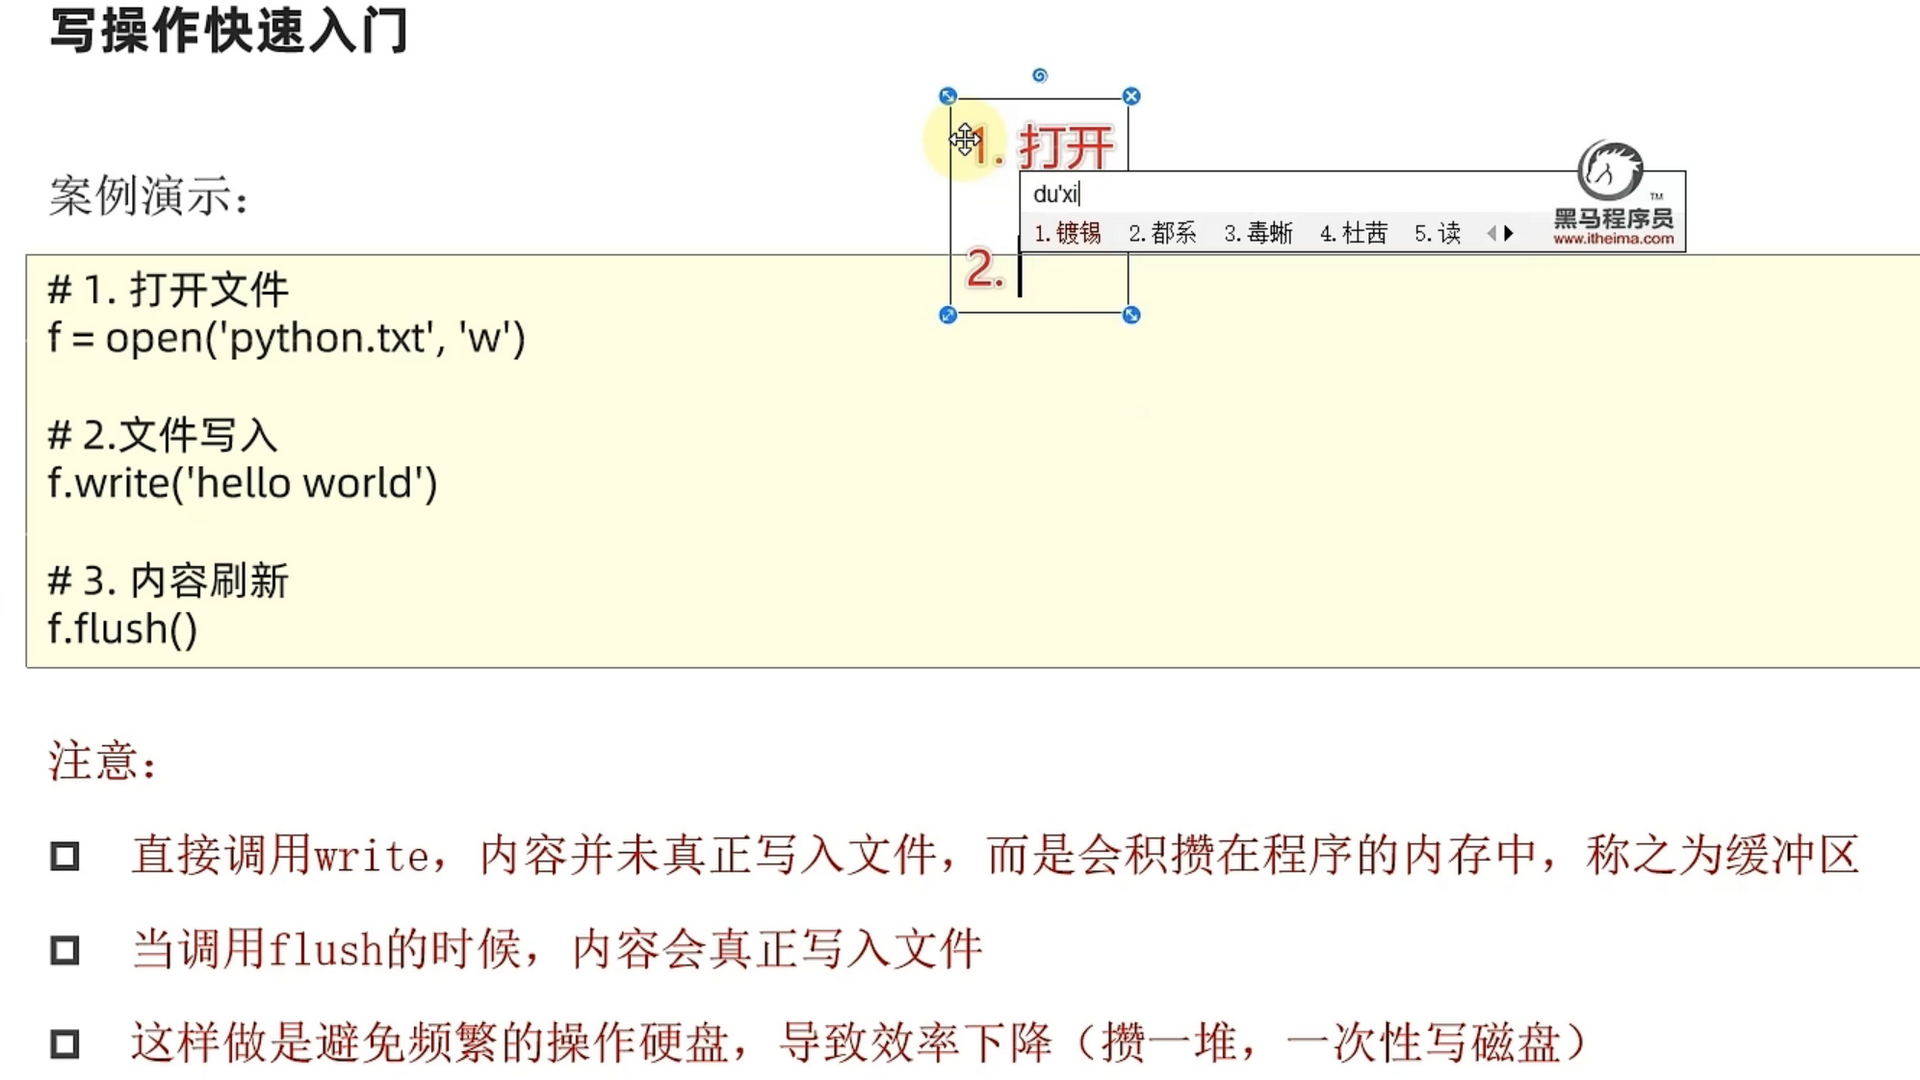 写操作快速入门
1. 打开
du'xi
1.镀锡 2.都系 3.毒蜥 4.杜茜 5.读
TM
黑马程序员
www.itheima.com
2.
案例演示：
# 1. 打开文件
f = open('python.txt', 'w')
# 2.文件写入
f.write('hello world')
# 3. 内容刷新
f.flush()
注意：
直接调用write，内容并未真正写入文件，而是会积攒在程序的内存中，称之为缓冲区
当调用flush的时候，内容会真正写入文件
这样做是避免频繁的操作硬盘，导致效率下降（攒一堆，一次性写磁盘）